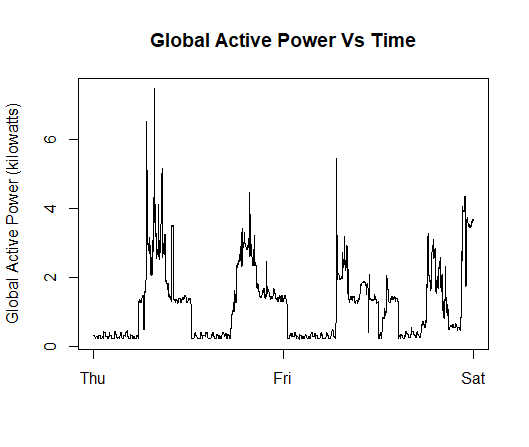 Global Active Power Vs Time
Global Active Power (kilowatts)
6
4
2
0
Thu Fri Sat